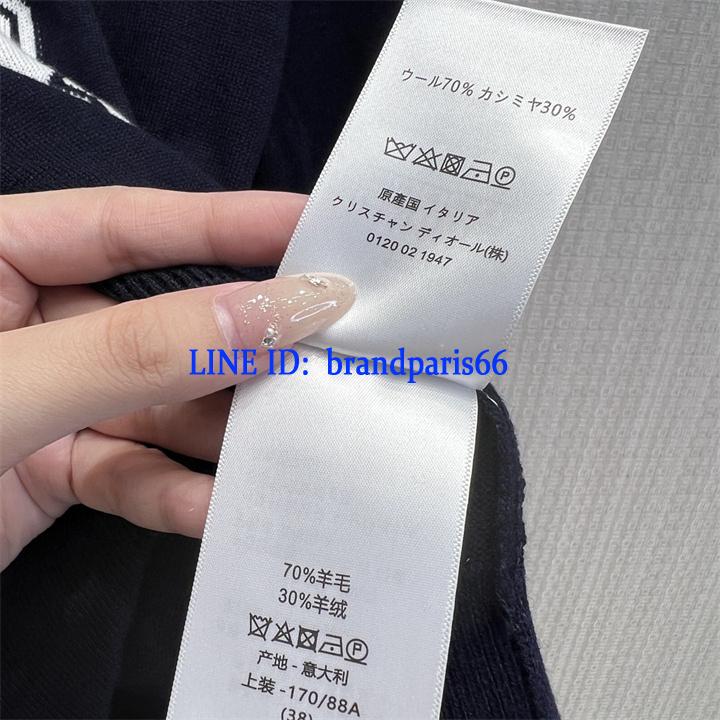 ウール70% カシミヤ30%
原産国 イタリア
クリスチャン ディオール(株)
0120 02 1947
LINE ID: brandparis66
70%羊毛
30%羊绒
产地 - 意大利
上装 -170/88A
(38)